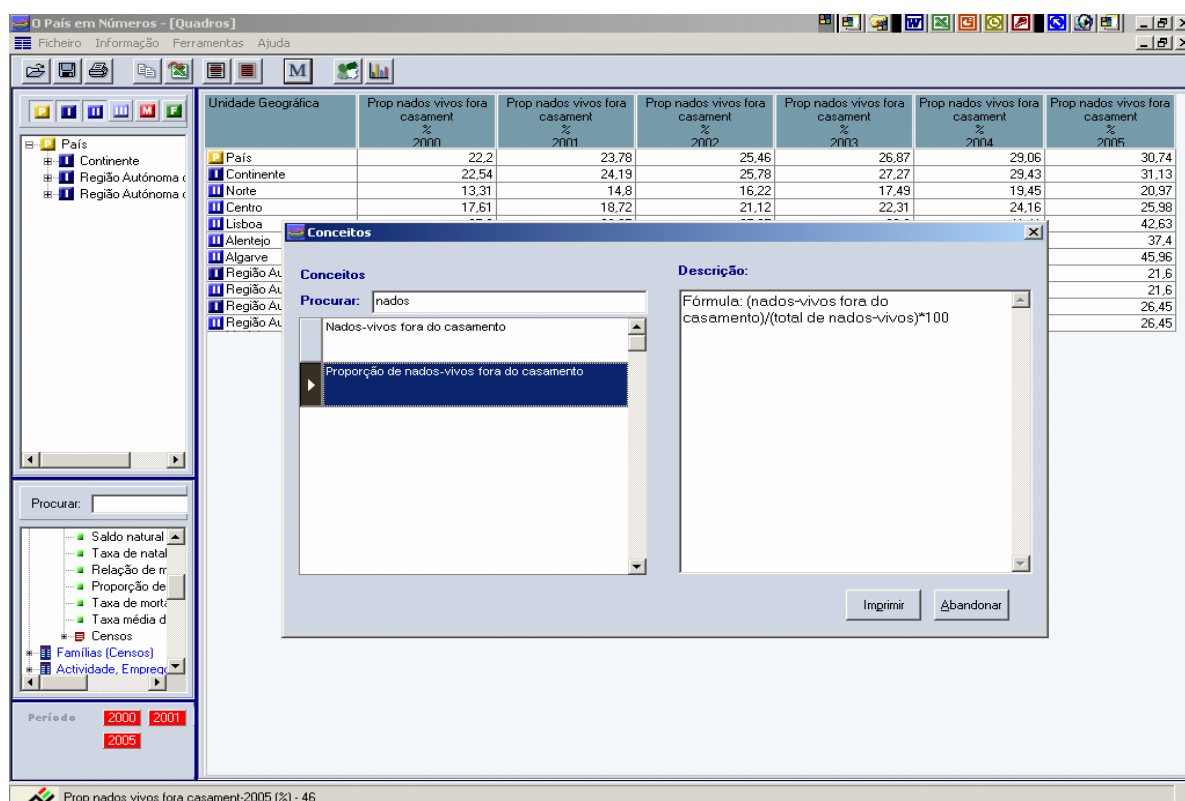 O País em Números - [Quadros]
Ficheiro Informação Ferramentas Ajuda
M
P I II III M F
País
Continente
Região Autónoma
Região Autónoma
Procurar:
Saldo natural
Taxa de natal
Relação de
Proporção de
Taxa de
Taxa média d
Censos
Famílias (Censos)
Actividade,
Período 2000 2001
2005
Unidade Geográfica Prop nados vivos fora Prop nados vivos fora Prop nados vivos fora Prop nados vivos fora Prop nados vivos fora Prop nados vivos fora
casament casament casament casament casament casament
% % % % % %
2000 2001 2002 2003 2004 2005
País 22,2 23,78 25,46 26,87 29,06 30,74
Continente 22,54 24,19 25,78 27,27 29,43 31,13
Norte 13,31 14,8 16,22 17,49 19,45 20,97
Centro 17,61 18,72 21,12 22,31 24,16 25,98
Lisboa 42,63
Alentejo 37,4
Algarve 45,96
Região Au 21,6
Região Au 21,6
Região Au 26,45
Região Au 26,45
Conceitos
Conceitos
Procurar: nados
Nados-vivos fora do casamento
Proporção de nados-vivos fora do casamento
Descrição:
Fórmula: (nados-vivos fora do
casamento)/(total de nados-vivos)*100
Imprimir Abandonar
Prop nados vivos fora casament-2005 (%) - 46